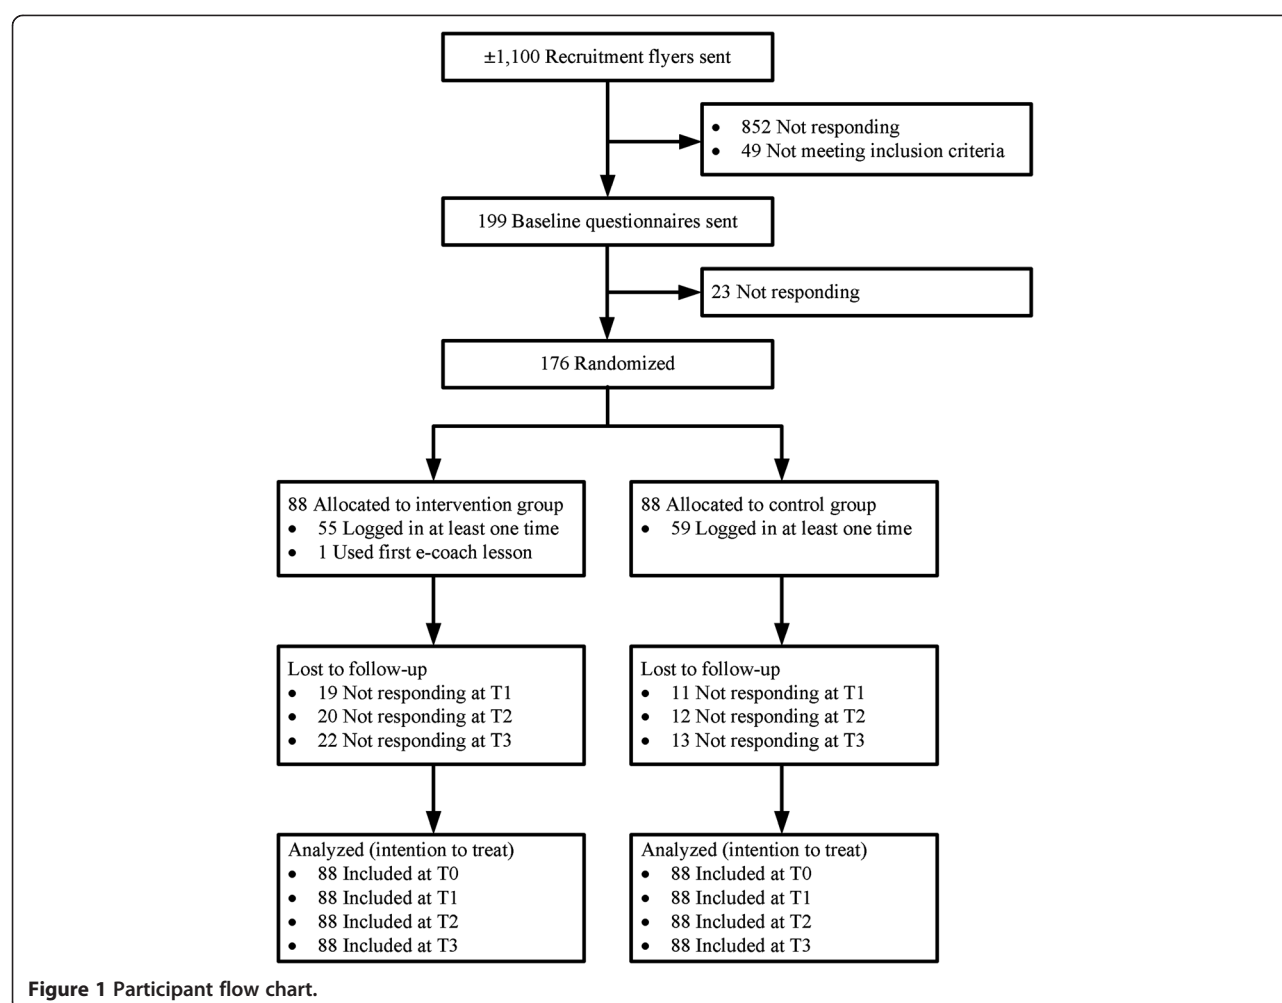 ±1,100 Recruitment flyers sent
• 852 Not responding
• 49 Not meeting inclusion criteria
199 Baseline questionnaires sent
23 Not responding
176 Randomized
88 Allocated to intervention group
• 55 Logged in at least one time
• 1 Used first e-coach lesson
88 Allocated to control group
• 59 Logged in at least one time
Lost to follow-up
• 19 Not responding at T1
• 20 Not responding at T2
• 22 Not responding at T3
Lost to follow-up
• 11 Not responding at T1
• 12 Not responding at T2
• 13 Not responding at T3
Analyzed (intention to treat)
• 88 Included at T0
• 88 Included at T1
• 88 Included at T2
• 88 Included at T3
Analyzed (intention to treat)
• 88 Included at T0
• 88 Included at T1
• 88 Included at T2
• 88 Included at T3
Figure 1 Participant flow chart.